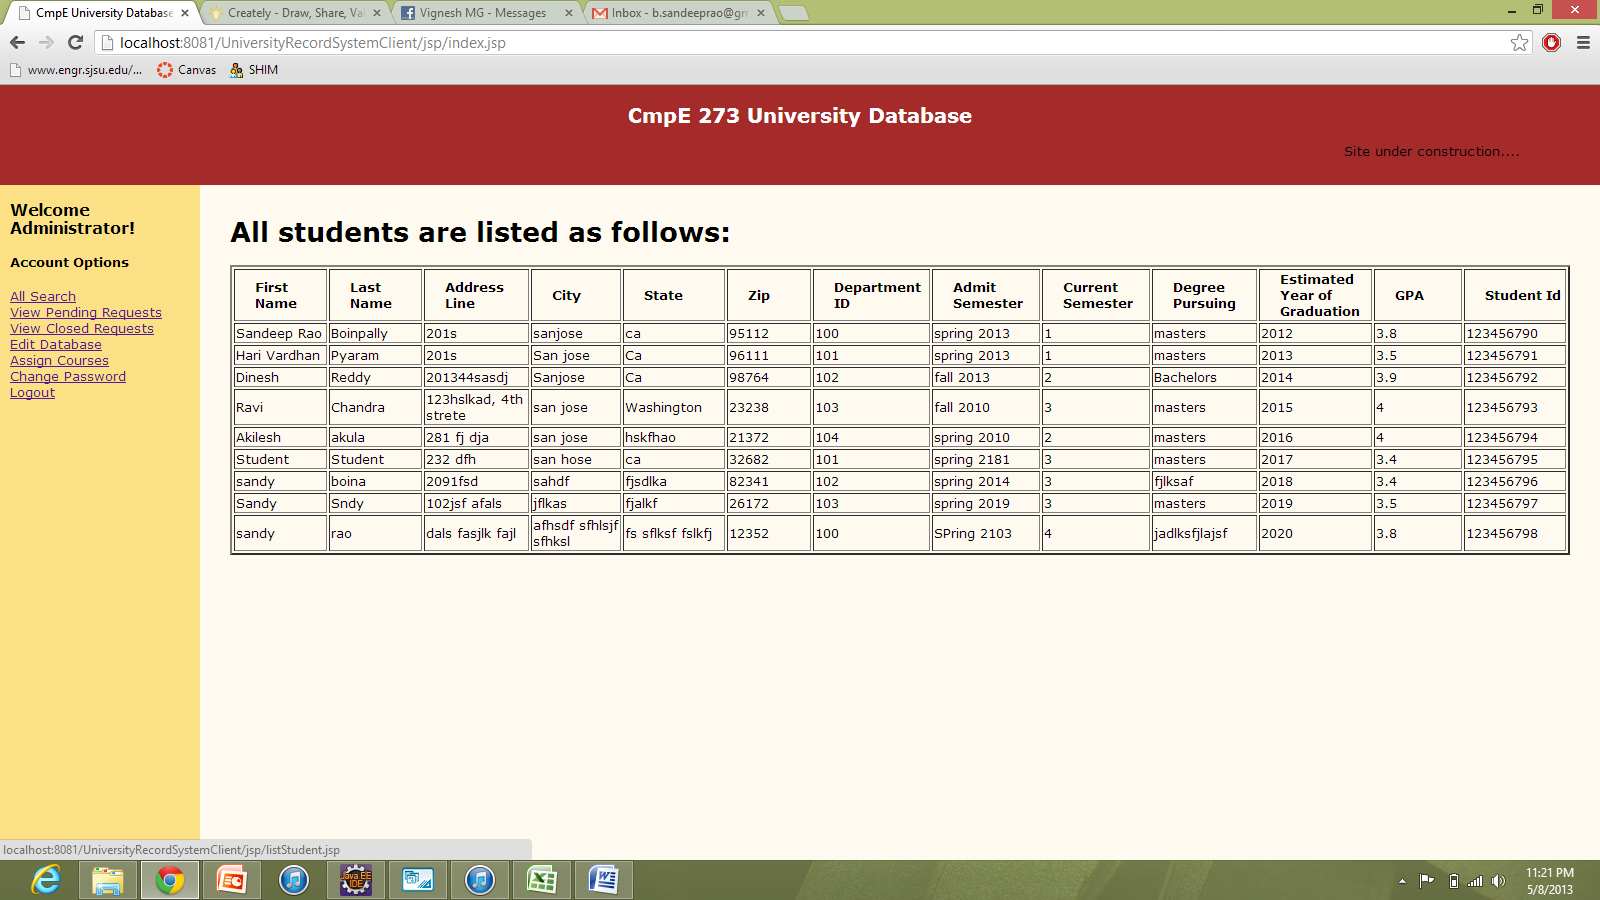 CmpE University Database
Creately - Draw, Share, Val
Vignesh MG - Messages
Inbox - b.sandeeprao@gm
localhost:8081/UniversityRecordSystemClient/jsp/index.jsp
www.engr.sjsu.edu/... Canvas SHIM
CmpE 273 University Database
Site under construction....
Welcome
Administrator!
Account Options
All Search
View Pending Requests
View Closed Requests
Edit Database
Assign Courses
Change Password
Logout
All students are listed as follows:
First Name Last Name Address Line City State Zip Department ID Admit Semester Current Semester Degree Pursuing Estimated Year of Graduation GPA Student Id
Sandeep Rao Boinpally 201s sanjose ca 95112 100 spring 2013 1 masters 2012 3.8 123456790
Hari Vardhan Pyaram 201s San jose Ca 96111 101 spring 2013 1 masters 2013 3.5 123456791
Dinesh Reddy 201344sasdj Sanjose Ca 98764 102 fall 2013 2 Bachelors 2014 3.9 123456792
Ravi Chandra 123hslkad, 4th strete san jose Washington 23238 103 fall 2010 3 masters 2015 4 123456793
Akilesh akula 281 fj dja san jose hskfhao 21372 104 spring 2010 2 masters 2016 4 123456794
Student Student 232 dfh san hose ca 32682 101 spring 2181 3 masters 2017 3.4 123456795
sandy boina 2091fsd sahdf fjsdlka 82341 102 spring 2014 3 fjlksaf 2018 3.4 123456796
Sandy Sndy 102jsf afals jflkas fjalkf 26172 103 spring 2019 3 masters 2019 3.5 123456797
sandy rao dals fasjlk fajl afhsdf sfhlsjf sfhksl fs sflksf fslkfj 12352 100 SPring 2103 4 jadlksfjlajsf 2020 3.8 123456798
localhost:8081/UniversityRecordSystemClient/jsp/listStudent.jsp
Java EE
IDE
11:21 PM
5/8/2013